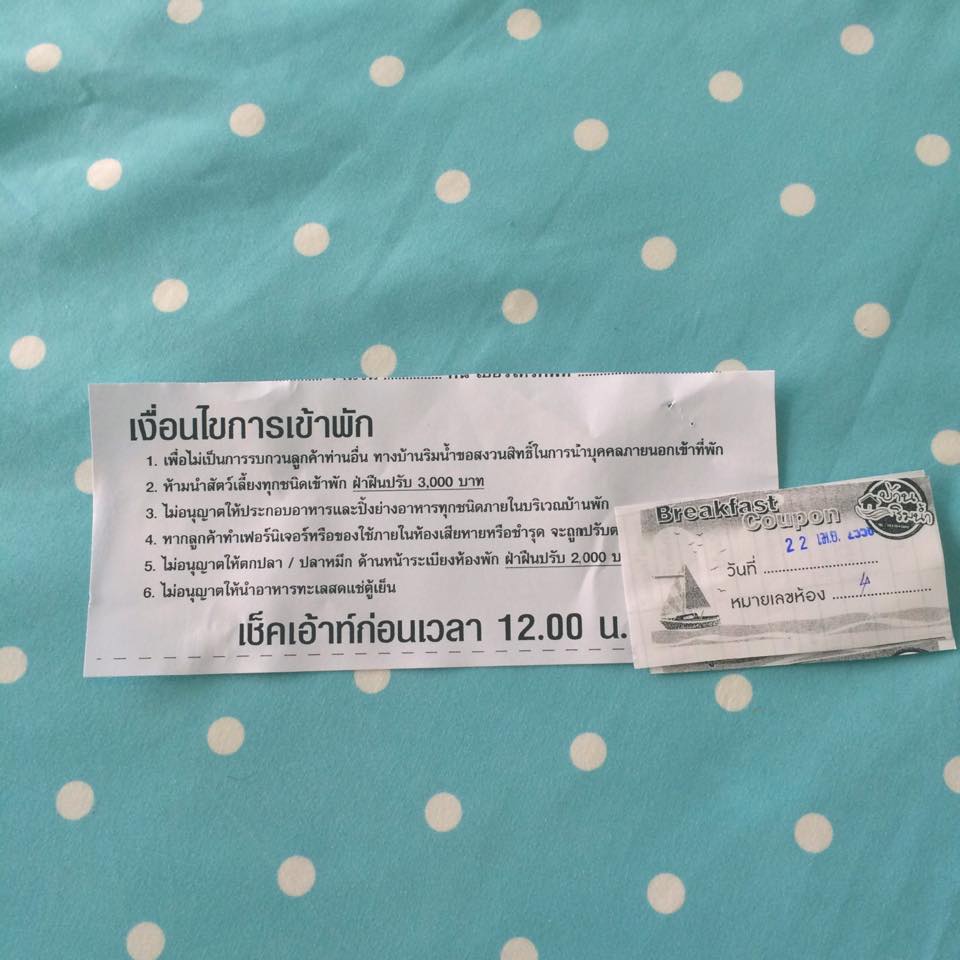 เงื่อนไขการเข้าพัก
1. เพื่อไม่เป็นการรบกวนลูกค้าท่านอื่น ทางบ้านริมน้ำขอสงวนสิทธิ์ในการนำบุคคลภายนอกเข้าที่พัก
2. ห้ามนำสัตว์เลี้ยงทุกชนิดเข้าพัก ฝ่าฝืนปรับ 3,000 บาท
3. ไม่อนุญาตให้ประกอบอาหารและปิ้งย่างอาหารทุกชนิดภายในบริเวณบ้านพัก
4. หากลูกค้าทำเฟอร์นิเจอร์หรือของใช้ภายในห้องเสียหายหรือชำรุด จะถูกปรับ
5. ไม่อนุญาตให้ตกปลา / ปลาหมึก ด้านหน้าระเบียงห้องพัก ฝ่าฝืนปรับ 2,000
6. ไม่อนุญาตให้นำอาหารทะเลสดแช่ตู้เย็น
เช็คเอ้าท์ก่อนเวลา 12.00 น.
Breakfast
Coupon
บ้าน
ริมน้ำ
22 เม.ย.
วันที่ ..............................
หมายเลขห้อง ..........4..............